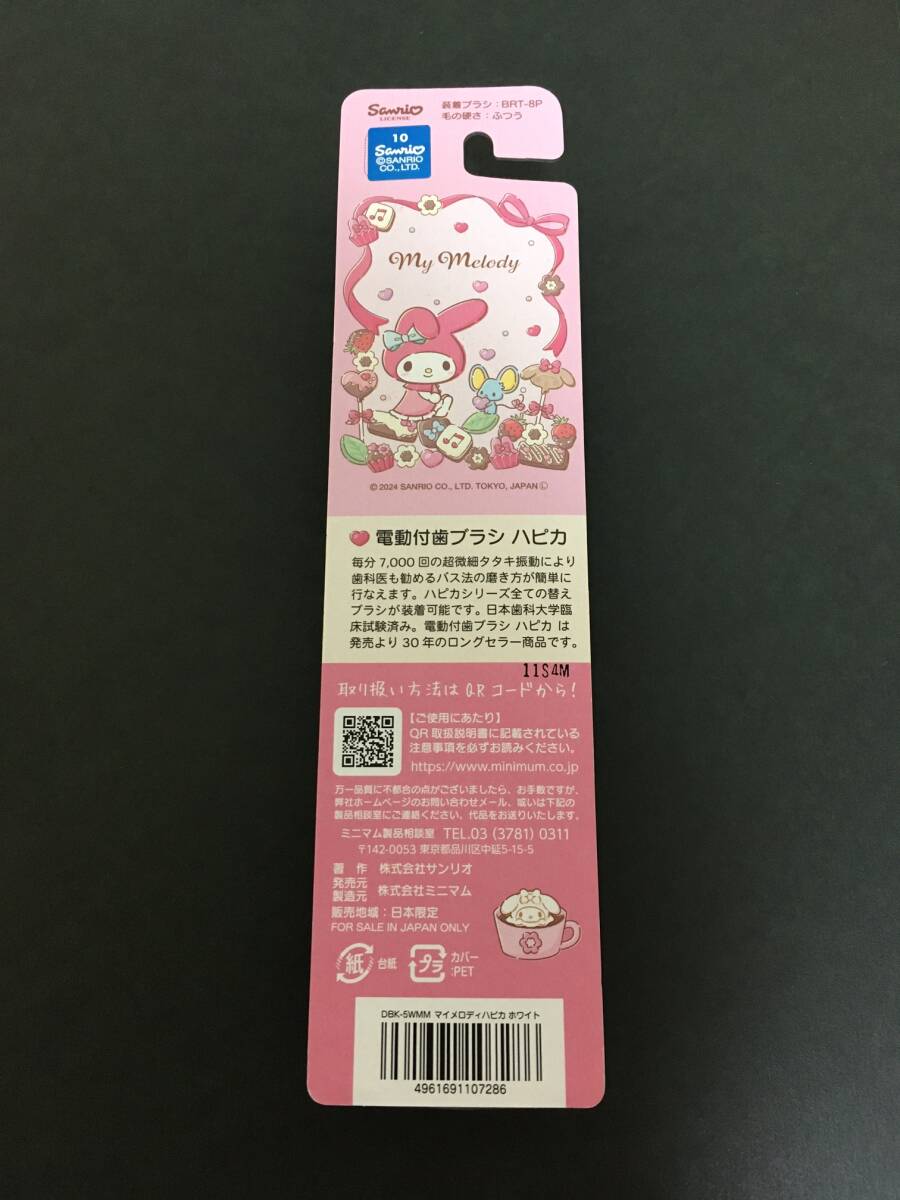 Sanrio
LICENSE
装着ブラシ：BRT-8P
毛の硬さ：ふつう
10
Sanrio
©SANRIO
CO.,LTD.
My Melody
© 2024 SANRIO CO., LTD. TOKYO, JAPAN Ⓛ
電動付歯ブラシ ハピカ
毎分 7,000 回の超微細タタキ振動により
歯科医も勧めるバス法の磨き方が簡単に
行なえます。ハピカシリーズ全ての替え
ブラシが装着可能です。日本歯科大学臨
床試験済み。電動付歯ブラシ ハピカ は
発売より 30 年のロングセラー商品です。
11S4M
取り扱い方法は QR コードから！
【ご使用にあたり】
QR 取扱説明書に記載されている
注意事項を必ずお読みください。
https://www.minimum.co.jp
万一品質に不都合の点がございましたら、お手数ですが、
弊社ホームページのお問い合わせメール、或いは下記の
製品相談室にご連絡ください。代品をお送りいたします。
ミニマム製品相談室 TEL.03 (3781) 0311
〒142-0053 東京都品川区中延5-15-5
著 作 株式会社サンリオ
発売元
製造元 株式会社ミニマム
販売地域：日本限定
FOR SALE IN JAPAN ONLY
紙 台紙
プラ カバー
:PET
DBK-5WMM マイメロディハピカ ホワイト
4961691107286